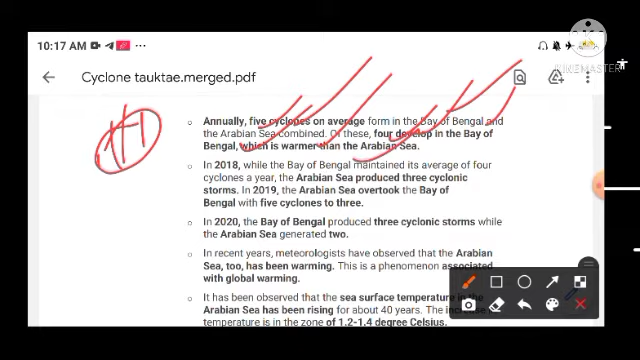 10:17 AM
KINEMASTER
Cyclone tauktae.merged.pdf
Annually, five cyclones on average form in the Bay of Bengal and
the Arabian Sea combined. Of these, four develop in the Bay of
Bengal, which is warmer than the Arabian Sea.
In 2018, while the Bay of Bengal maintained its average of four
cyclones a year, the Arabian Sea produced three cyclonic
storms. In 2019, the Arabian Sea overtook the Bay of
Bengal with five cyclones to three.
In 2020, the Bay of Bengal produced three cyclonic storms while
the Arabian Sea generated two.
In recent years, meteorologists have observed that the Arabian
Sea, too, has been warming. This is a phenomenon associated
with global warming.
It has been observed that the sea surface temperature in the
Arabian Sea has been rising for about 40 years. The increase
temperature is in the zone of 1.2-1.4 degree Celsius.